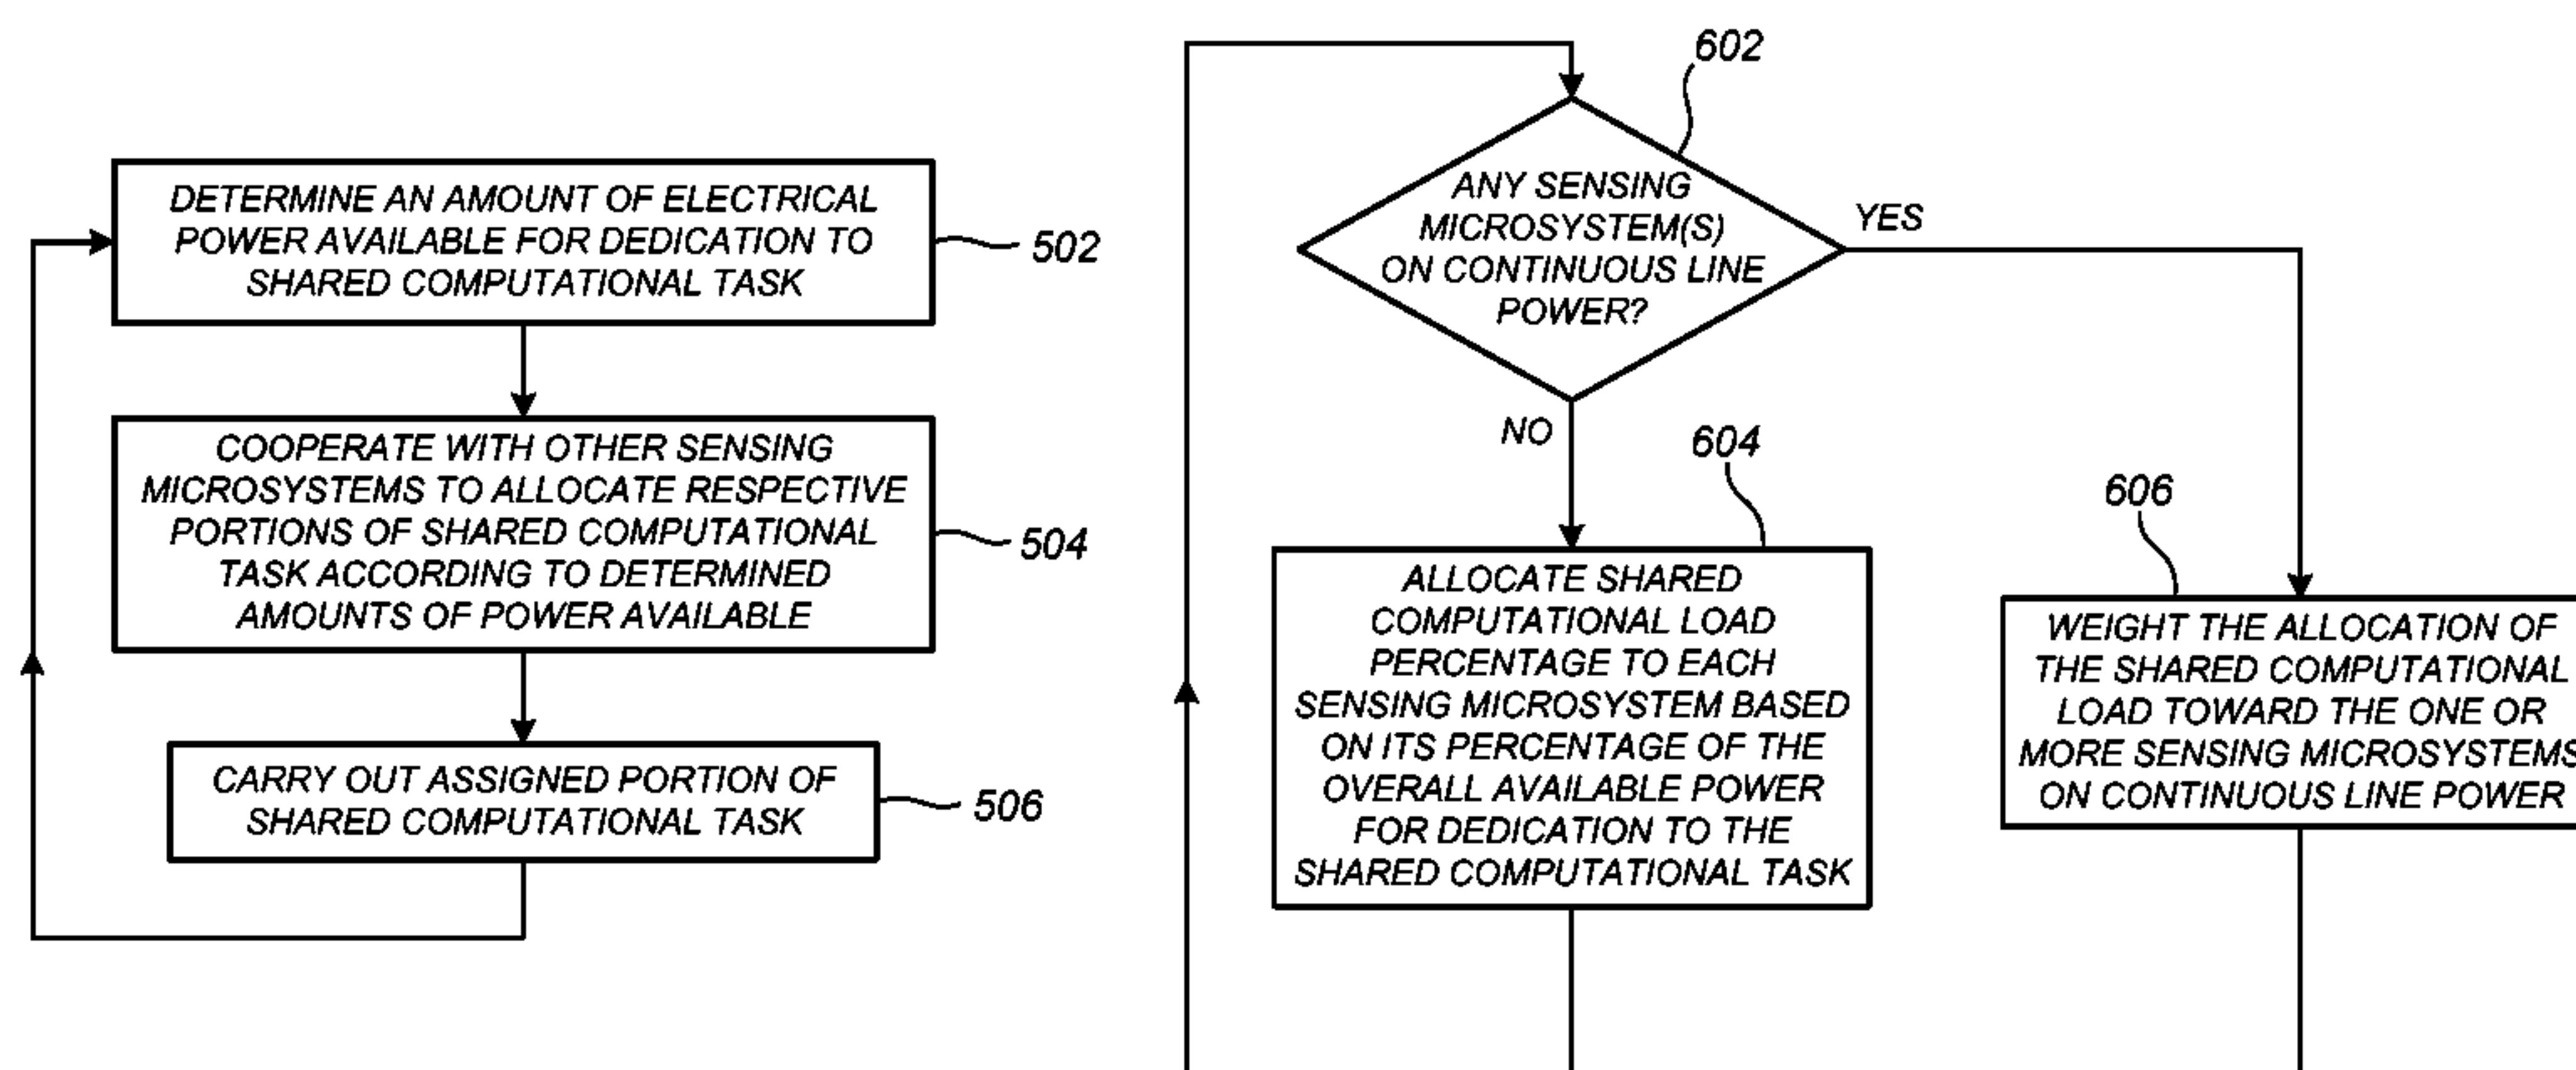 DETERMINE AN AMOUNT OF ELECTRICAL
POWER AVAILABLE FOR DEDICATION TO
SHARED COMPUTATIONAL TASK
502
COOPERATE WITH OTHER SENSING
MICROSYSTEMS TO ALLOCATE RESPECTIVE
PORTIONS OF SHARED COMPUTATIONAL
TASK ACCORDING TO DETERMINED
AMOUNTS OF POWER AVAILABLE
504
CARRY OUT ASSIGNED PORTION OF
SHARED COMPUTATIONAL TASK
506
602
ANY SENSING
MICROSYSTEM(S)
ON CONTINUOUS LINE
POWER?
YES
NO
604
ALLOCATE SHARED
COMPUTATIONAL LOAD
PERCENTAGE TO EACH
SENSING MICROSYSTEM BASED
ON ITS PERCENTAGE OF THE
OVERALL AVAILABLE POWER
FOR DEDICATION TO THE
SHARED COMPUTATIONAL TASK
606
WEIGHT THE ALLOCATION OF
THE SHARED COMPUTATIONAL
LOAD TOWARD THE ONE OR
MORE SENSING MICROSYSTEMS
ON CONTINUOUS LINE POWER